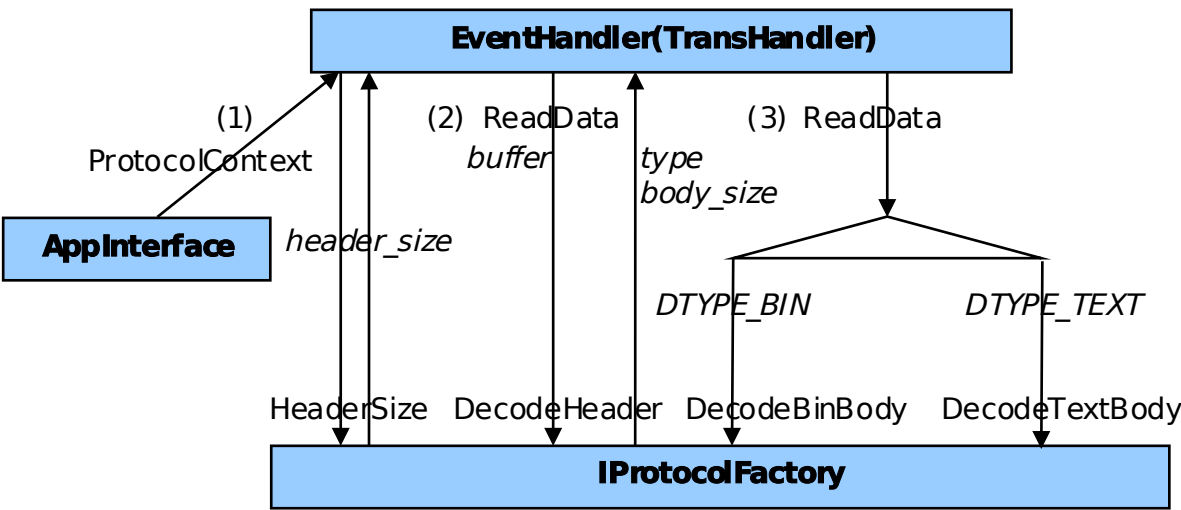 EventHandler(TransHandler)
(1)
(2) ReadData
(3) ReadData
ProtocolContext
buffer
type
body_size
AppInterface
header_size
DTYPE_BIN
DTYPE_TEXT
HeaderSize
DecodeHeader
DecodeBinBody
DecodeTextBody
IProtocolFactory